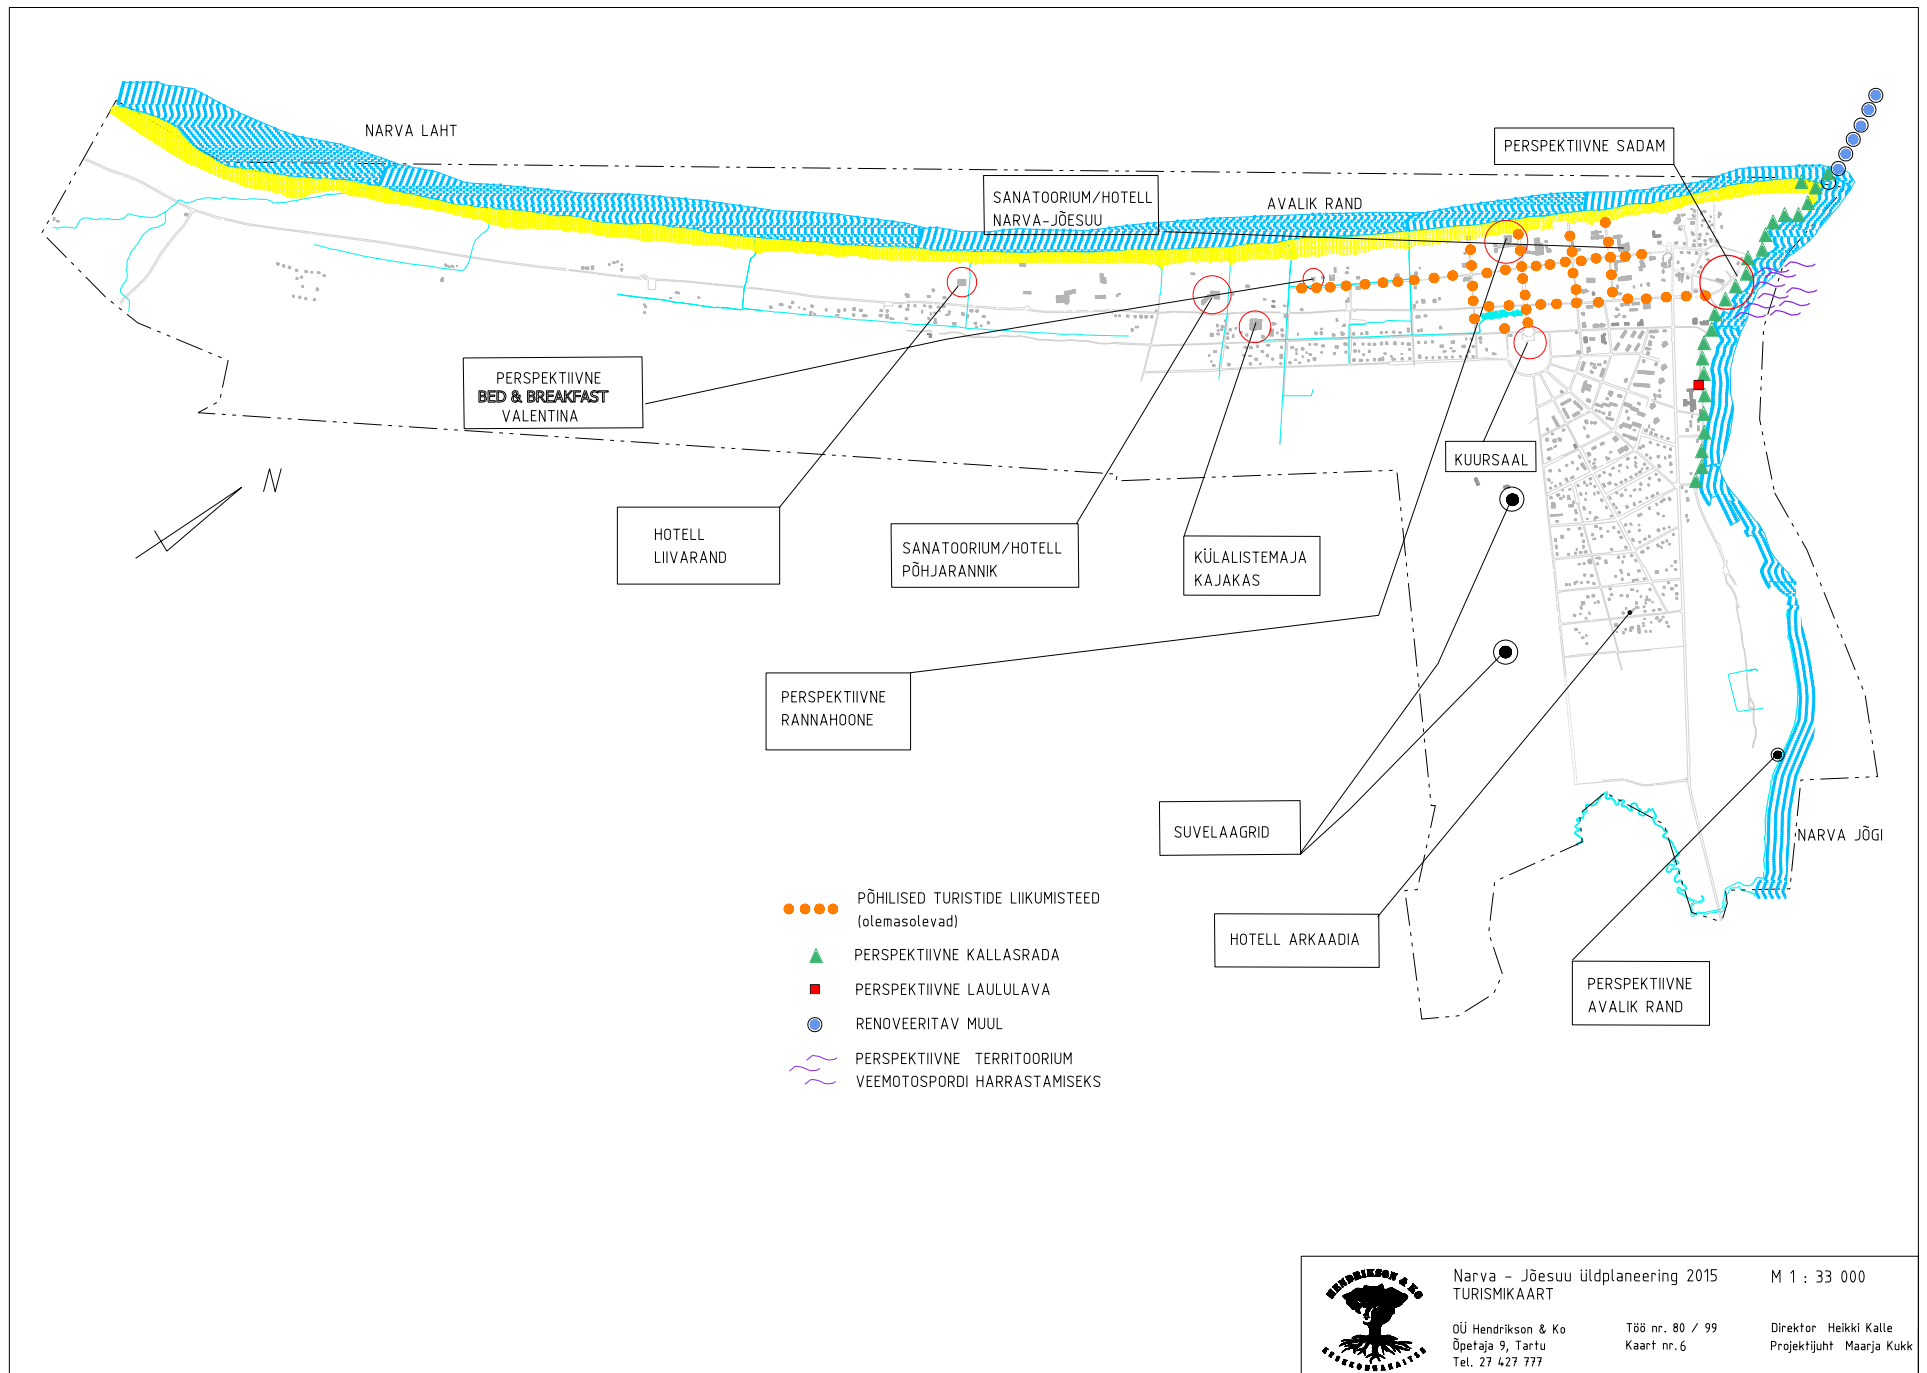 NARVA LAHT
PERSPEKTIIVNE SADAM
SANATOORIUM/HOTELL
NARVA-JÕESUU
AVALIK RAND
PERSPEKTIIVNE
BED & BREAKFAST
VALENTINA
KUURSAAL
N
HOTELL
LIIVARAND
SANATOORIUM/HOTELL
PÕHJARANNIK
KÜLALISTEMAJA
KAJAKAS
PERSPEKTIIVNE
RANNAHOONE
SUVELAAGRID
NARVA JÕGI
HOTELL ARKAADIA
PERSPEKTIIVNE
AVALIK RAND
PÕHILISED TURISTIDE LIIKUMISTEED
(olemasolevad)
PERSPEKTIIVNE KALLASRADA
PERSPEKTIIVNE LAULULAVA
RENOVEERITAV MUUL
PERSPEKTIIVNE TERRITOORIUM
VEEMOTOSPORDI HARRASTAMISEKS
HENDRIKSON & KO
KESKKONNAKAITSE
Narva - Jõesuu üldplaneering 2015
TURISMIKAART
M 1 : 33 000
OÜ Hendrikson & Ko
Õpetaja 9, Tartu
Tel. 27 427 777
Töö nr. 80 / 99
Kaart nr.6
Direktor Heikki Kalle
Projektijuht Maarja Kukk